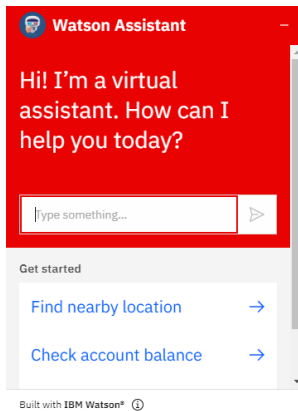 Watson Assistant
Hi! I’m a virtual
assistant. How can I
help you today?
Type something...
Get started
Find nearby location
Check account balance
Built with IBM Watson®